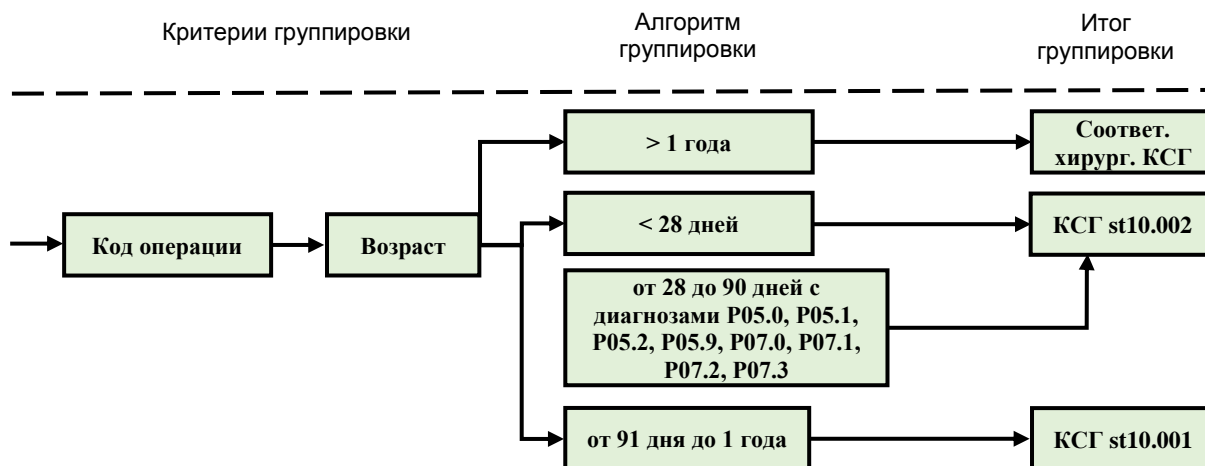 Критерии группировки
Алгоритм
группировки
Итог
группировки
Код операции
Возраст
> 1 года
Соответ.
хирург. КСГ
< 28 дней
КСГ st10.002
от 28 до 90 дней с
диагнозами P05.0, P05.1,
P05.2, P05.9, P07.0, P07.1,
P07.2, P07.3
от 91 дня до 1 года
КСГ st10.001